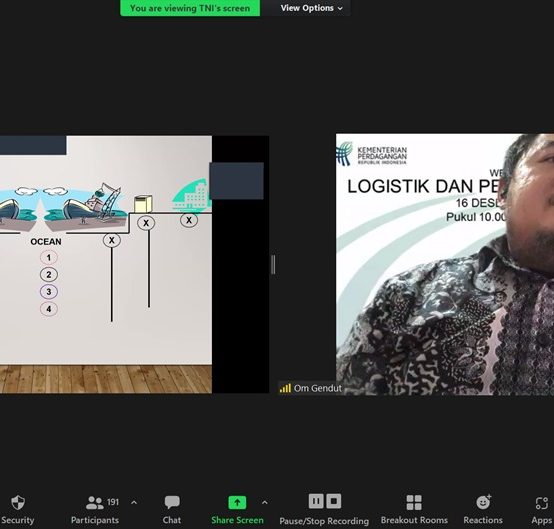 You are viewing TNI's screen
View Options
KEMENTERIAN
PERDAGANGAN
REPUBLIK INDONESIA
WE
LOGISTIK DAN PE
16 DESE
Pukul 10.00
X
X
X
OCEAN
1
2
3
4
Om Gendut
Security
191
Participants
Chat
Share Screen
Pause/Stop Recording
Breakout Rooms
Reactions
Apps